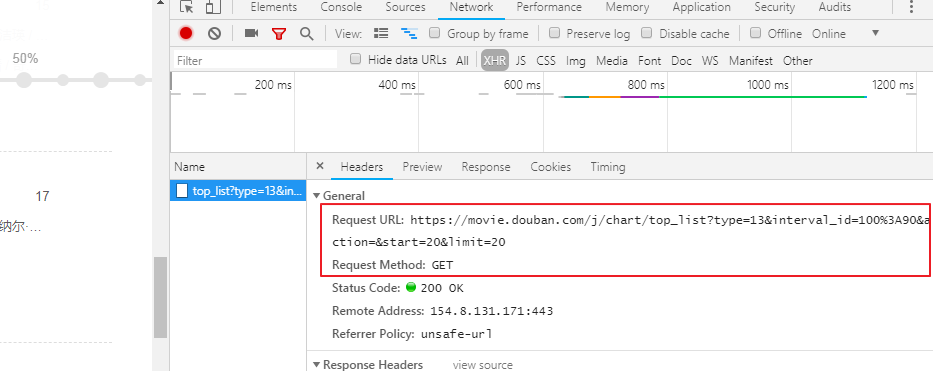 Elements Console Sources Network Performance Memory Application Security Audits
View: Group by frame Preserve log Disable cache Offline Online
50%
Filter Hide data URLs All XHR JS CSS Img Media Font Doc WS Manifest Other
200 ms 400 ms 600 ms 800 ms 1000 ms 1200 ms
Name
× Headers Preview Response Cookies Timing
top_list?type=13&in...
General
17
纳尔·...
Request URL: https://movie.douban.com/j/chart/top_list?type=13&interval_id=100%3A90&a
ction=&start=20&limit=20
Request Method: GET
Status Code: 200 OK
Remote Address: 154.8.131.171:443
Referrer Policy: unsafe-url
Response Headers view source